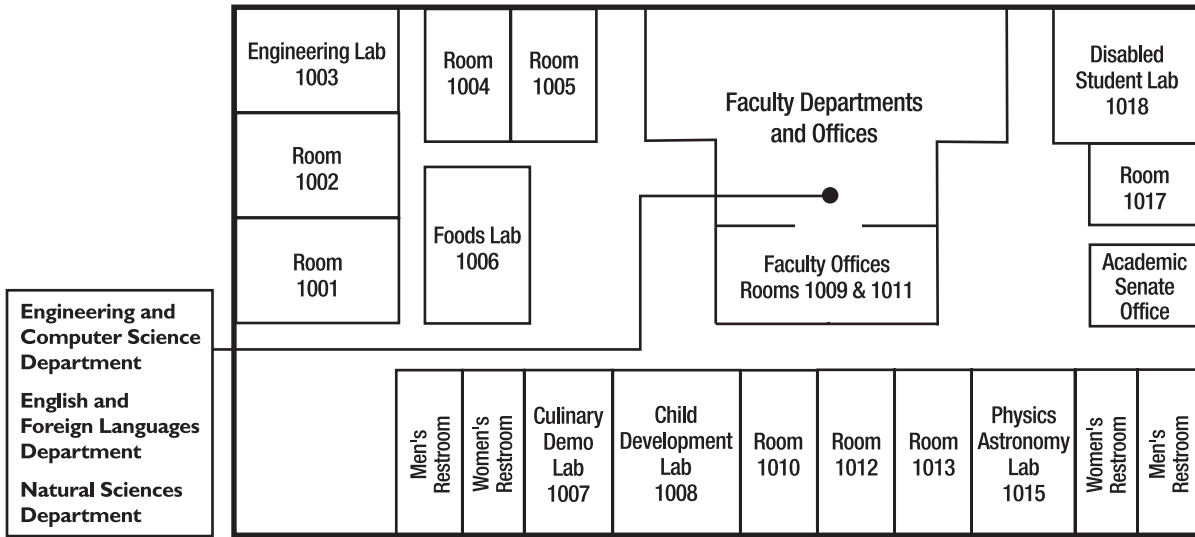 Engineering Lab
1003
Room
1004
Room
1005
Faculty Departments
and Offices
Disabled
Student Lab
1018
Room
1002
Room
1017
Foods Lab
1006
Room
1001
Faculty Offices
Rooms 1009 & 1011
Academic
Senate
Office
Engineering and
Computer Science
Department
English and
Foreign Languages
Department
Natural Sciences
Department
Men's
Restroom
Women's
Restroom
Culinary
Demo
Lab
1007
Child
Development
Lab
1008
Room
1010
Room
1012
Room
1013
Physics
Astronomy
Lab
1015
Women's
Restroom
Men's
Restroom